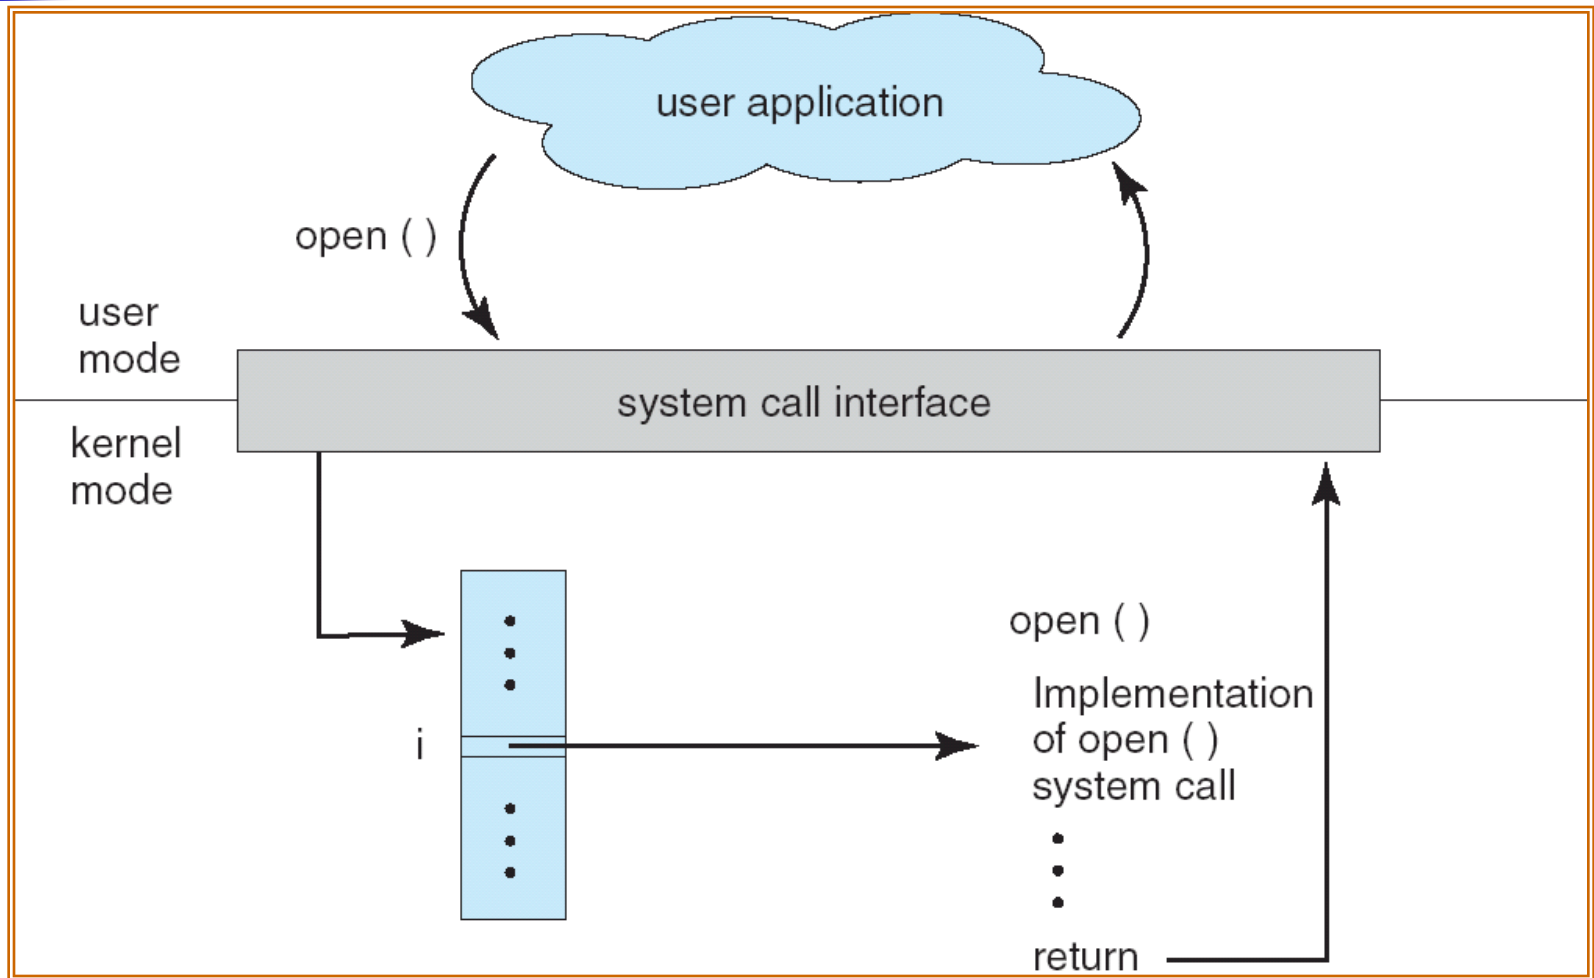 user application
open ( )
user
mode
system call interface
kernel
mode
open ( )
Implementation
of open ( )
system call
i
return